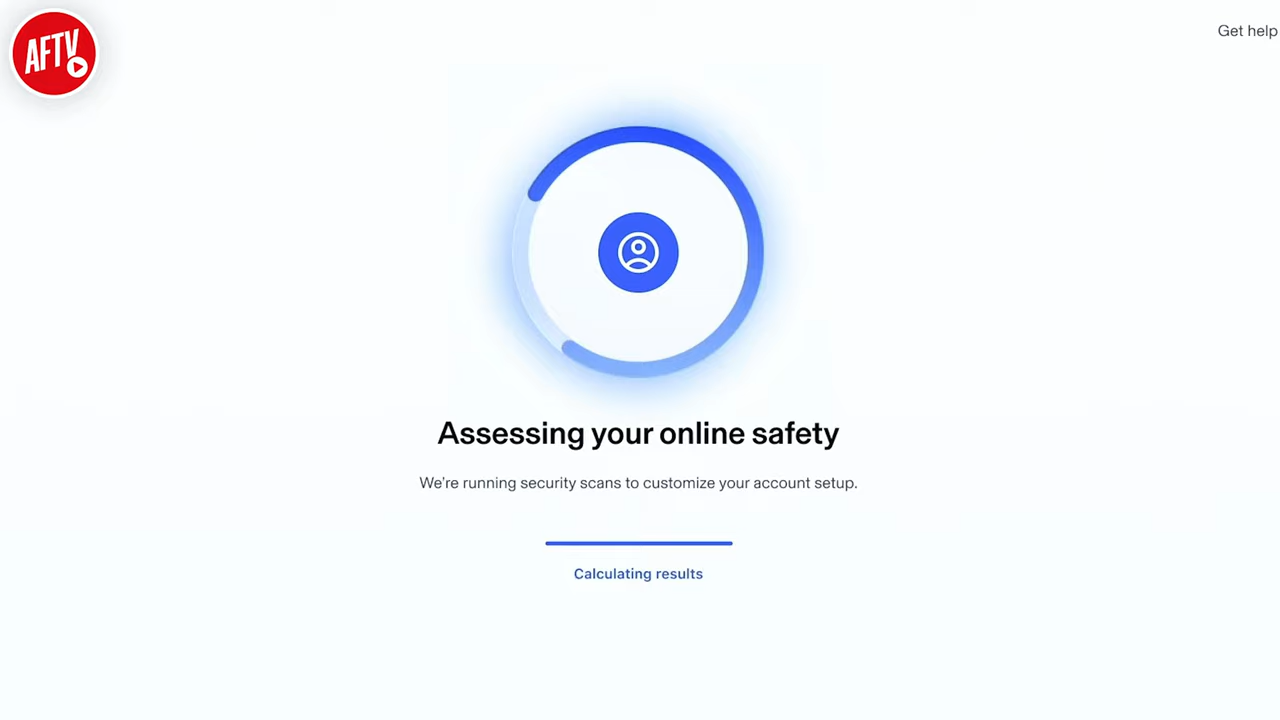 AFTV
Get help
Assessing your online safety
We're running security scans to customize your account setup.
Calculating results